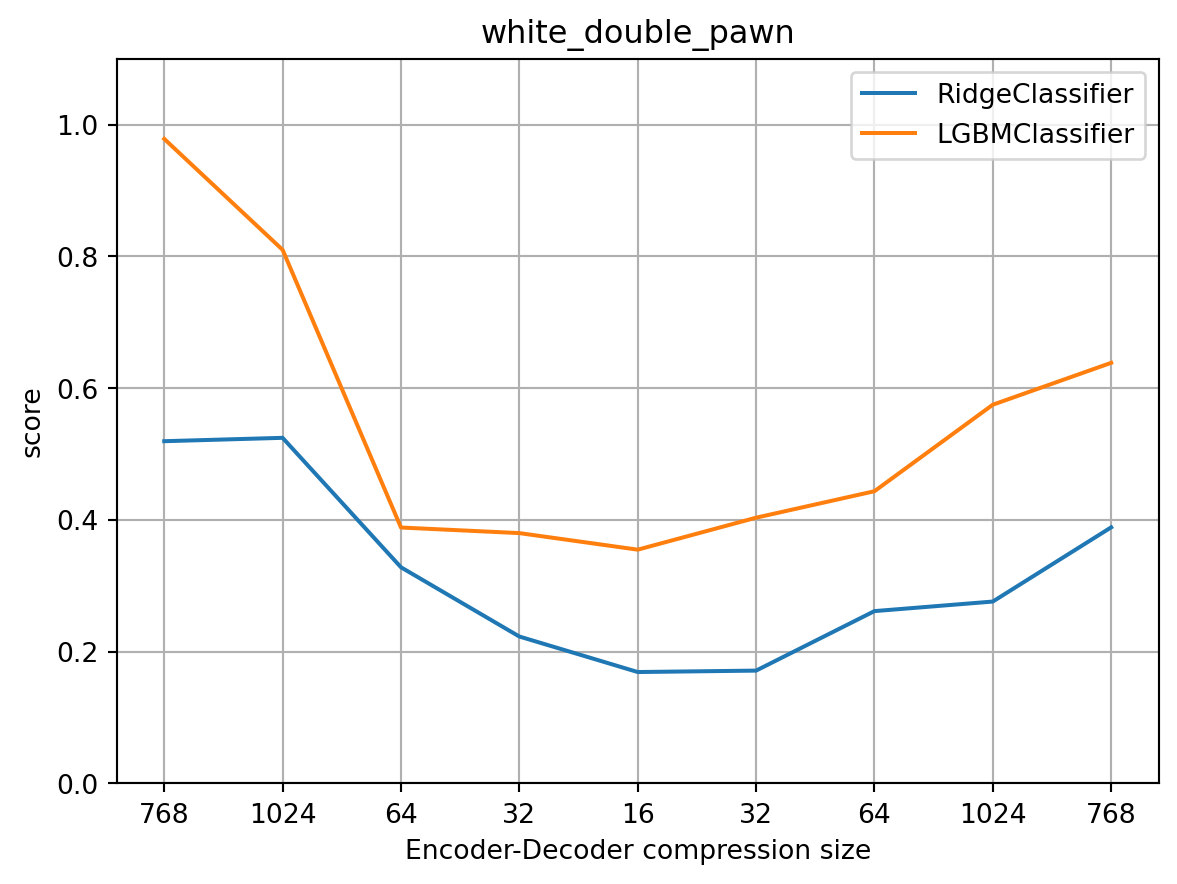 white_double_pawn
RidgeClassifier
LGBMClassifier
1.0
0.8
0.6
0.4
0.2
0.0
score
768 1024 64 32 16 32 64 1024 768
Encoder-Decoder compression size